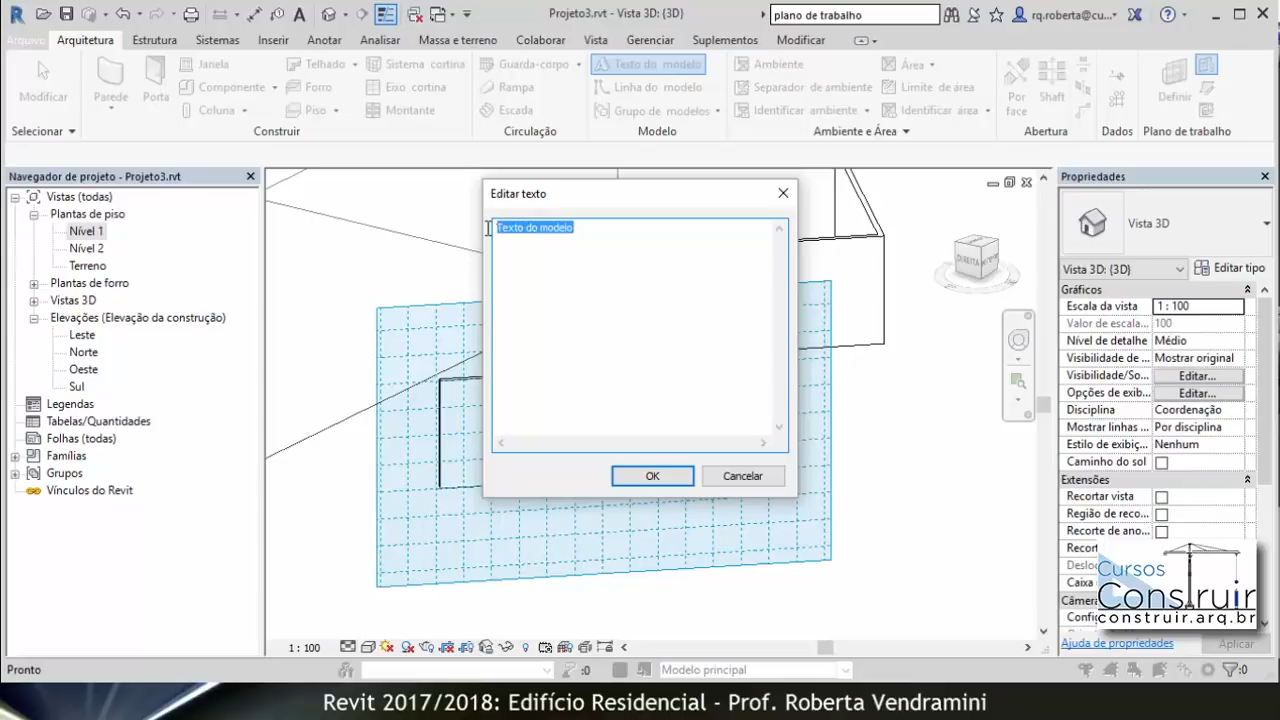 Projeto3.rvt - Vista 3D: {3D}
plano de trabalho
rq.roberta@cu...
Arquivo
Arquitetura
Estrutura
Sistemas
Inserir
Anotar
Analisar
Massa e terreno
Colaborar
Vista
Gerenciar
Suplementos
Modificar
Modificar
Parede
Porta
Janela
Componente
Coluna
Telhado
Forro
Piso
Sistema cortina
Eixo cortina
Montante
Guarda-corpo
Rampa
Escada
Texto do modelo
Linha do modelo
Grupo de modelos
Ambiente
Separador de ambiente
Identificar ambiente
Área
Limite de área
Identificar área
Por face
Shaft
Definir
Selecionar
Construir
Circulação
Modelo
Ambiente e Área
Abertura
Dados
Plano de trabalho
Navegador de projeto - Projeto3.rvt
Vistas (todas)
Plantas de piso
Nível 1
Nível 2
Terreno
Plantas de forro
Vistas 3D
Elevações (Elevação da construção)
Leste
Norte
Oeste
Sul
Legendas
Tabelas/Quantidades
Folhas (todas)
Famílias
Grupos
Vínculos do Revit
Editar texto
Texto do modelo
OK
Cancelar
DIREITA
Propriedades
Vista 3D
Vista 3D: {3D}
Editar tipo
Gráficos
Escala da vista
1 : 100
Valor de escala...
100
Nível de detalhe
Médio
Visibilidade de ...
Mostrar original
Visibilidade/So...
Editar...
Opções de exib...
Editar...
Disciplina
Coordenação
Mostrar linhas ...
Por disciplina
Estilo de exibiç...
Nenhum
Caminho do sol
Extensões
Recortar vista
Região de reco...
Recorte de ano...
Recort
Desloc
Caixa
Câmera
Config
Cursos
Construir
construir.arq.br
Ajuda de propriedades
Aplicar
1 : 100
Pronto
:0
Modelo principal
:0
Revit 2017/2018: Edifício Residencial - Prof. Roberta Vendramini